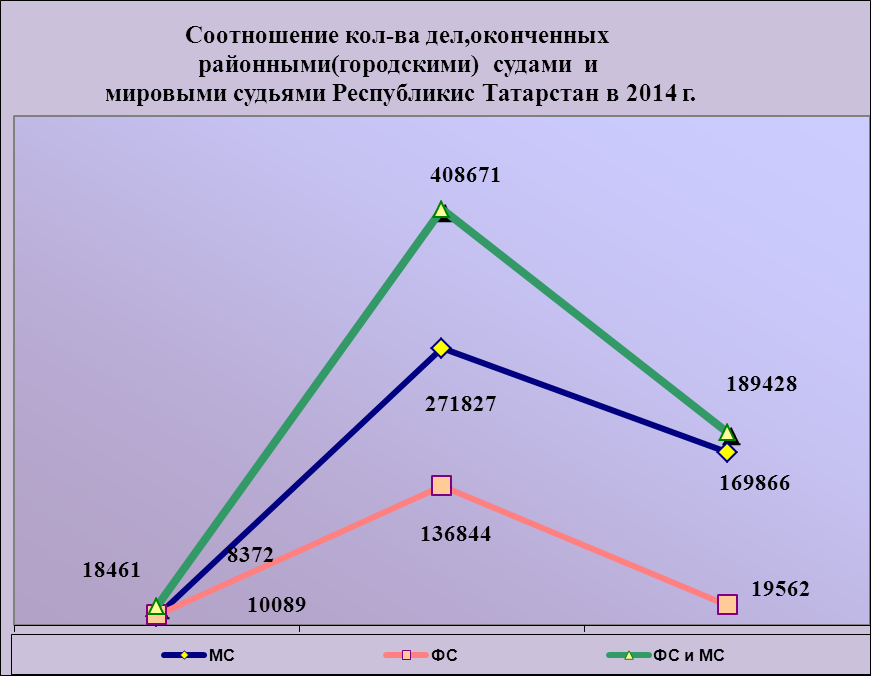 Соотношение кол-ва дел,оконченных
районными(городскими) судами и
мировыми судьями Республикис Татарстан в 2014 г.
408671
189428
271827
169866
136844
8372
18461
19562
10089
МС ФС ФС и МС